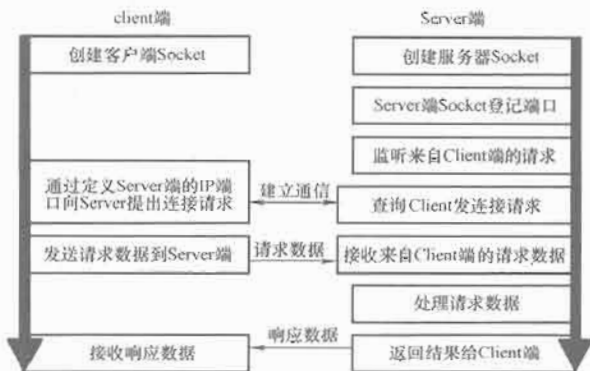 client端
Server端
创建客户端Socket
创建服务器Socket
Server端Socket登记端口
监听来自Client端的请求
通过定义Server端的IP端
口向Server提出连接请求
建立通信
查询Client发连接请求
发送请求数据到Server端
请求数据
接收来自Client端的请求数据
处理请求数据
响应数据
接收响应数据
返回结果给Client端